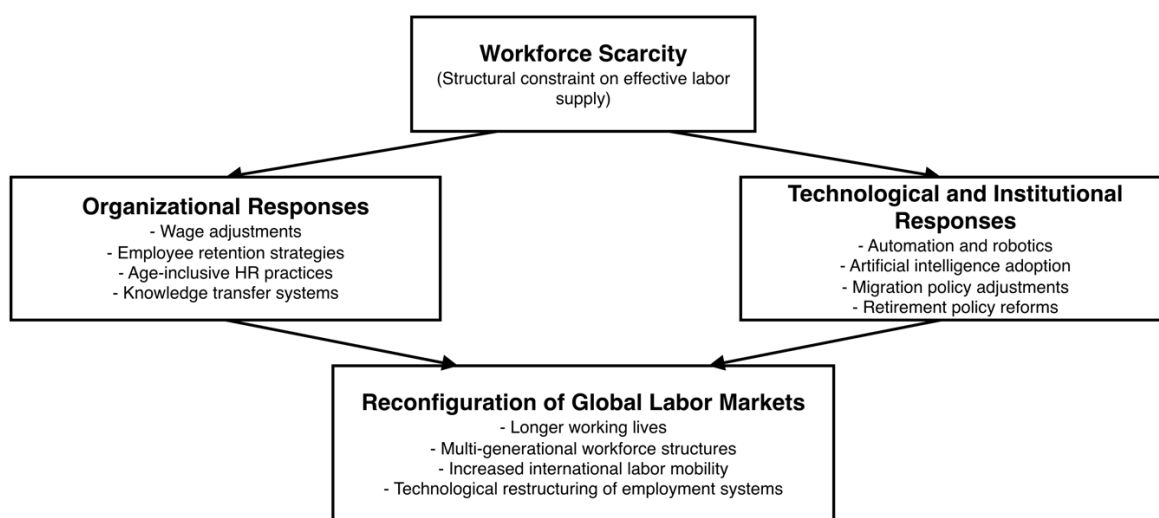 Workforce Scarcity
(Structural constraint on effective labor
supply)
Organizational Responses
- Wage adjustments
- Employee retention strategies
- Age-inclusive HR practices
- Knowledge transfer systems
Technological and Institutional
Responses
- Automation and robotics
- Artificial intelligence adoption
- Migration policy adjustments
- Retirement policy reforms
Reconfiguration of Global Labor Markets
- Longer working lives
- Multi-generational workforce structures
- Increased international labor mobility
- Technological restructuring of employment systems